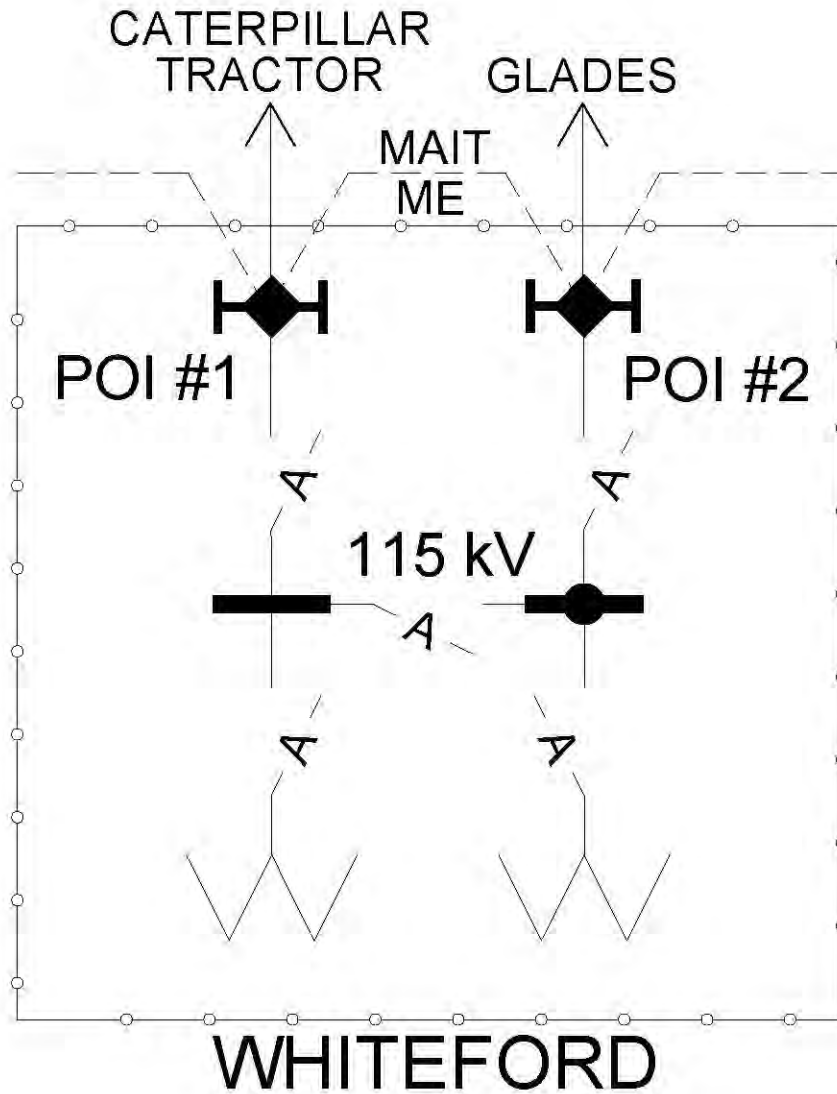 CATERPILLAR
TRACTOR
GLADES
MAIT
ME
POI #1
POI #2
A
A
115 kV
A
A
A
WHITEFORD